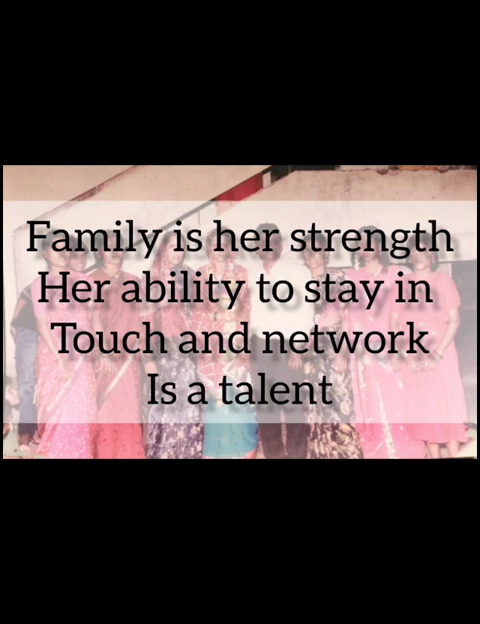 Family is her strength
Her ability to stay in
Touch and network
Is a talent